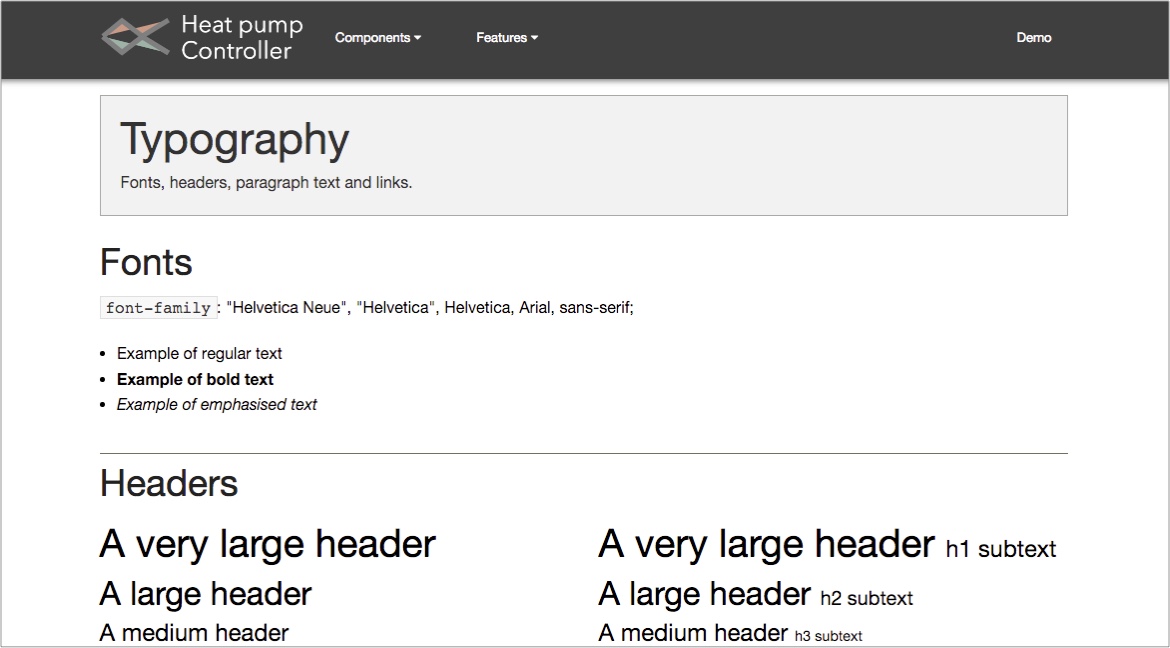 Heat pump
Controller
Components
Features
Demo
Typography
Fonts, headers, paragraph text and links.
Fonts
font-family: "Helvetica Neue", "Helvetica", Helvetica, Arial, sans-serif;
Example of regular text
Example of bold text
Example of emphasised text
Headers
A very large header
A very large header h1 subtext
A large header
A large header h2 subtext
A medium header
A medium header h3 subtext